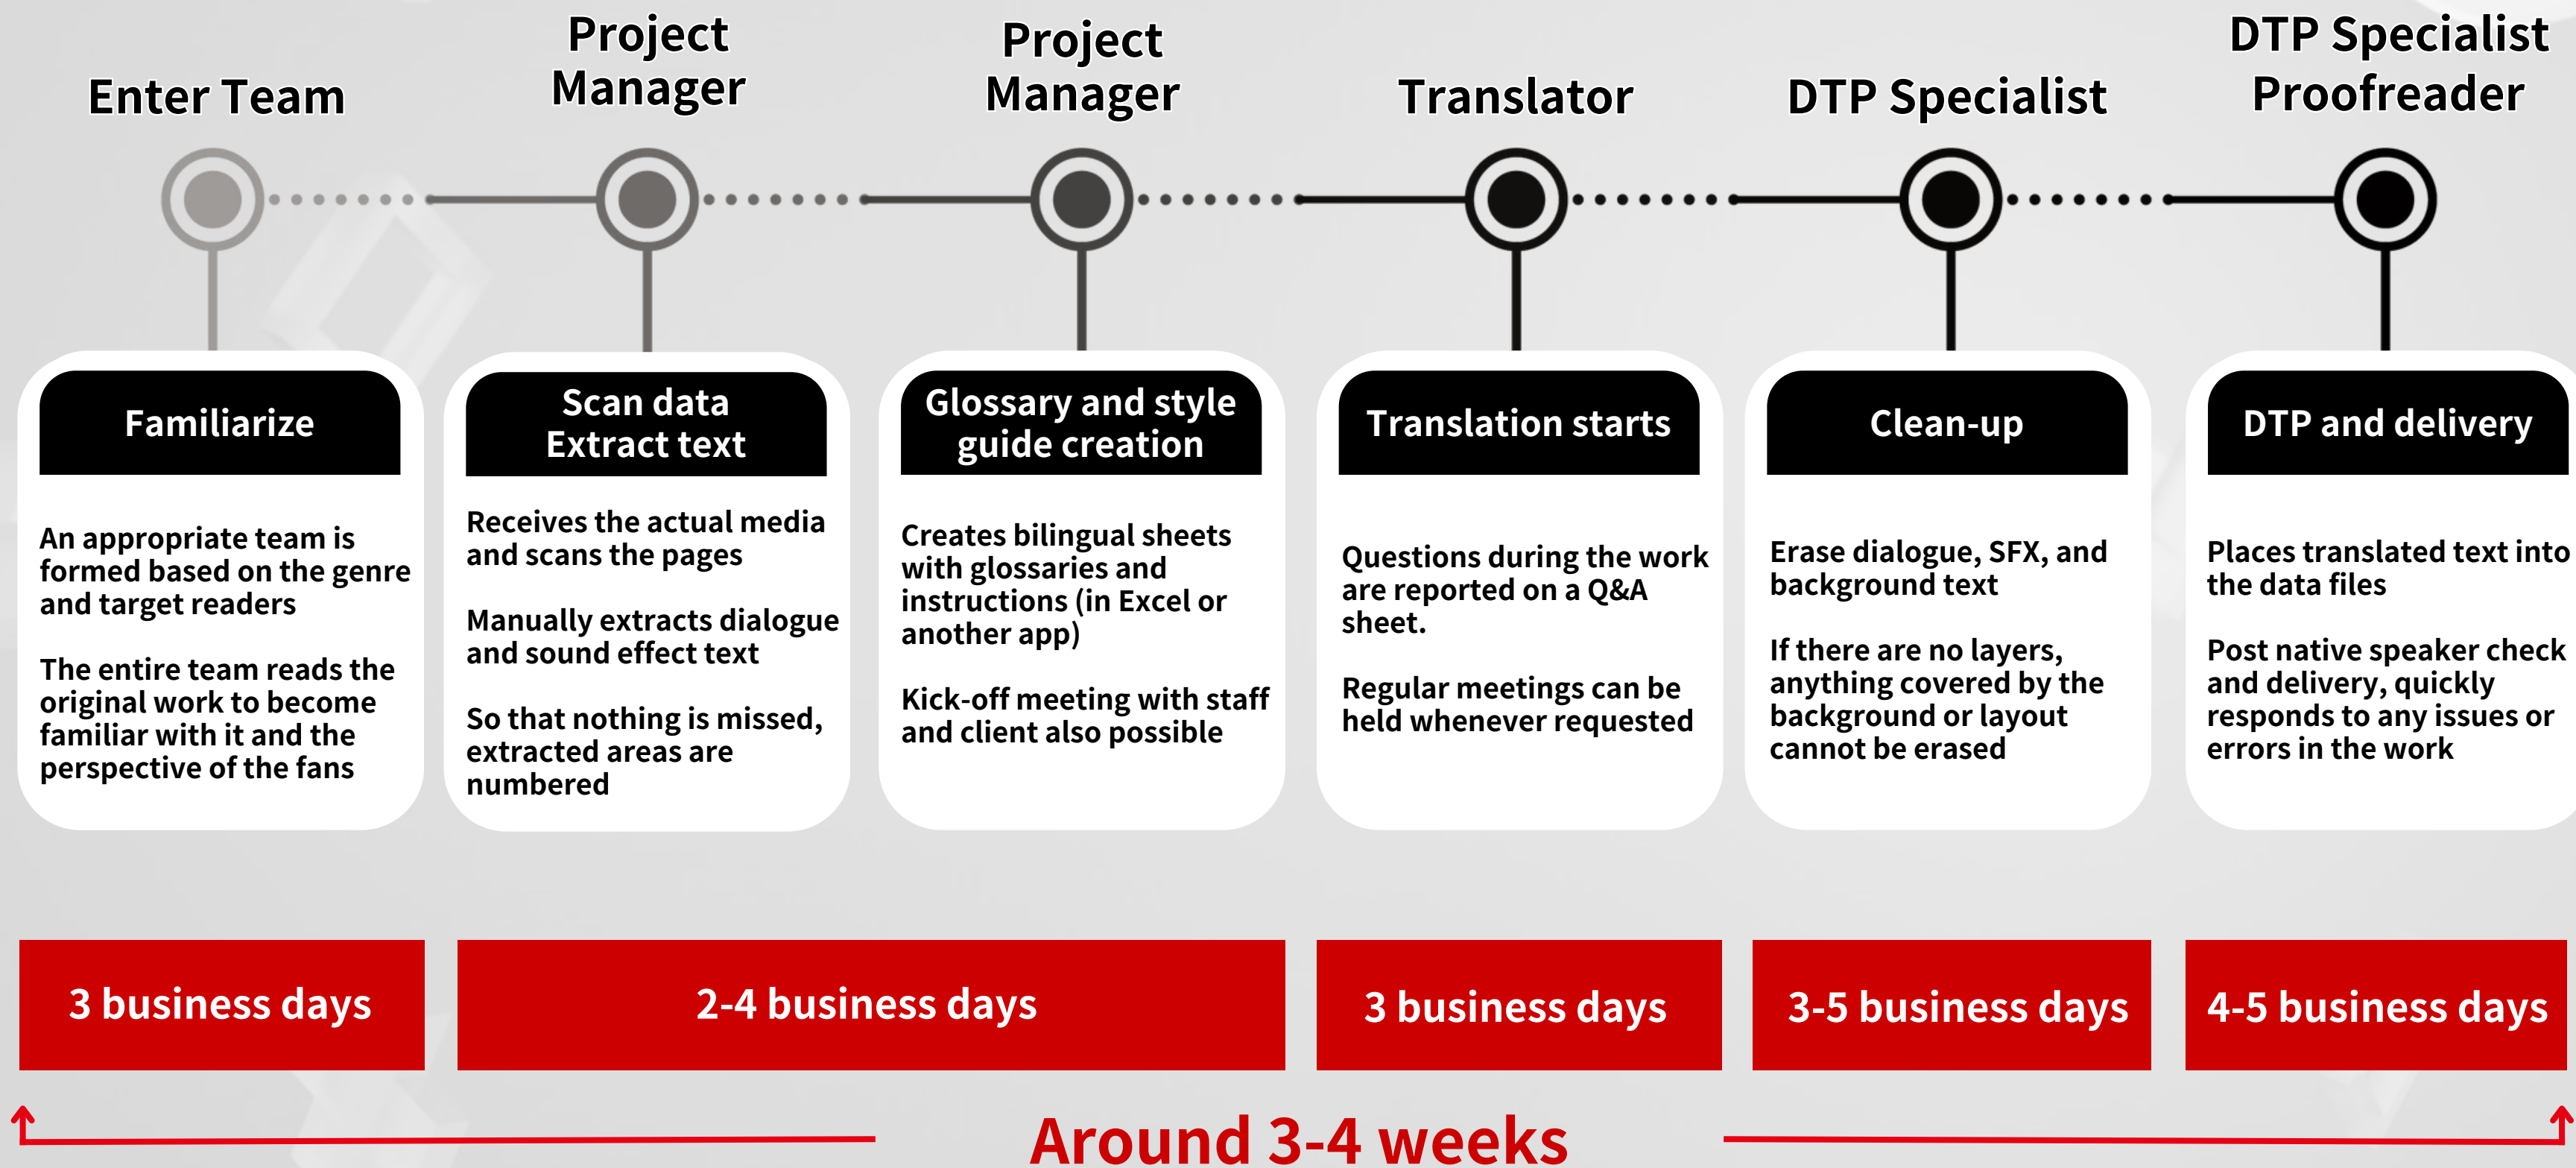 Enter Team
Project
Manager
Project
Manager
Translator
DTP Specialist
DTP Specialist
Proofreader
Familiarize
An appropriate team is
formed based on the genre
and target readers
The entire team reads the
original work to become
familiar with it and the
perspective of the fans
Scan data
Extract text
Receives the actual media
and scans the pages
Manually extracts dialogue
and sound effect text
So that nothing is missed,
extracted areas are
numbered
Glossary and style
guide creation
Creates bilingual sheets
with glossaries and
instructions (in Excel or
another app)
Kick-off meeting with staff
and client also possible
Translation starts
Questions during the work
are reported on a Q&A
sheet.
Regular meetings can be
held whenever requested
Clean-up
Erase dialogue, SFX, and
background text
If there are no layers,
anything covered by the
background or layout
cannot be erased
DTP and delivery
Places translated text into
the data files
Post native speaker check
and delivery, quickly
responds to any issues or
errors in the work
3 business days
2-4 business days
3 business days
3-5 business days
4-5 business days
Around 3-4 weeks